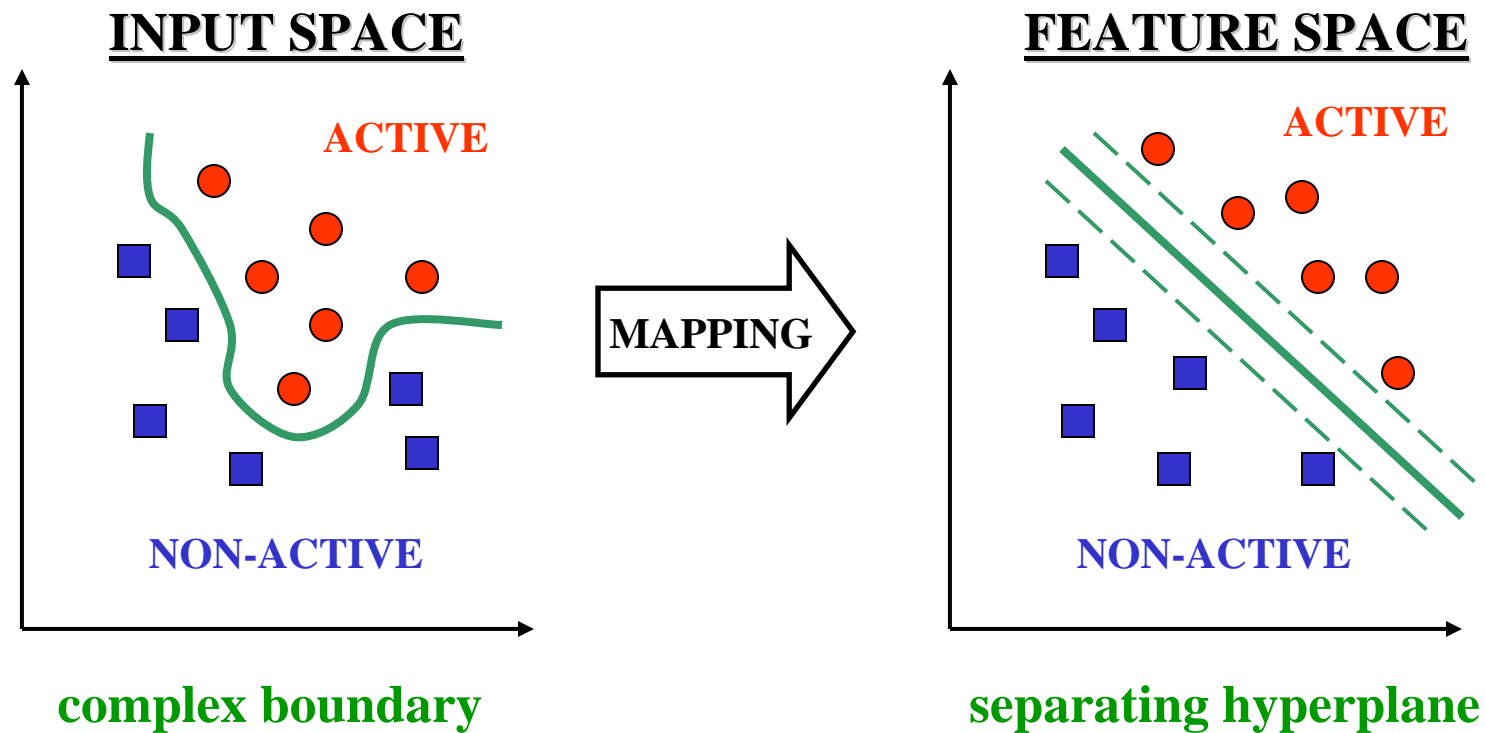 INPUT SPACE
FEATURE SPACE
ACTIVE
ACTIVE
MAPPING
NON-ACTIVE
NON-ACTIVE
complex boundary
separating hyperplane